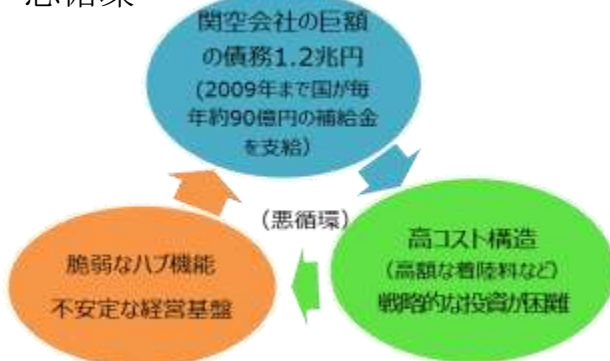 悪循環
関空会社の巨額
の債務1.2兆円
(2009年まで国が毎
年約90億円の補給金
を支給)
(悪循環)
高コスト構造
(高額な着陸料など)
戦略的な投資が困難
脆弱なハブ機能
不安定な経営基盤